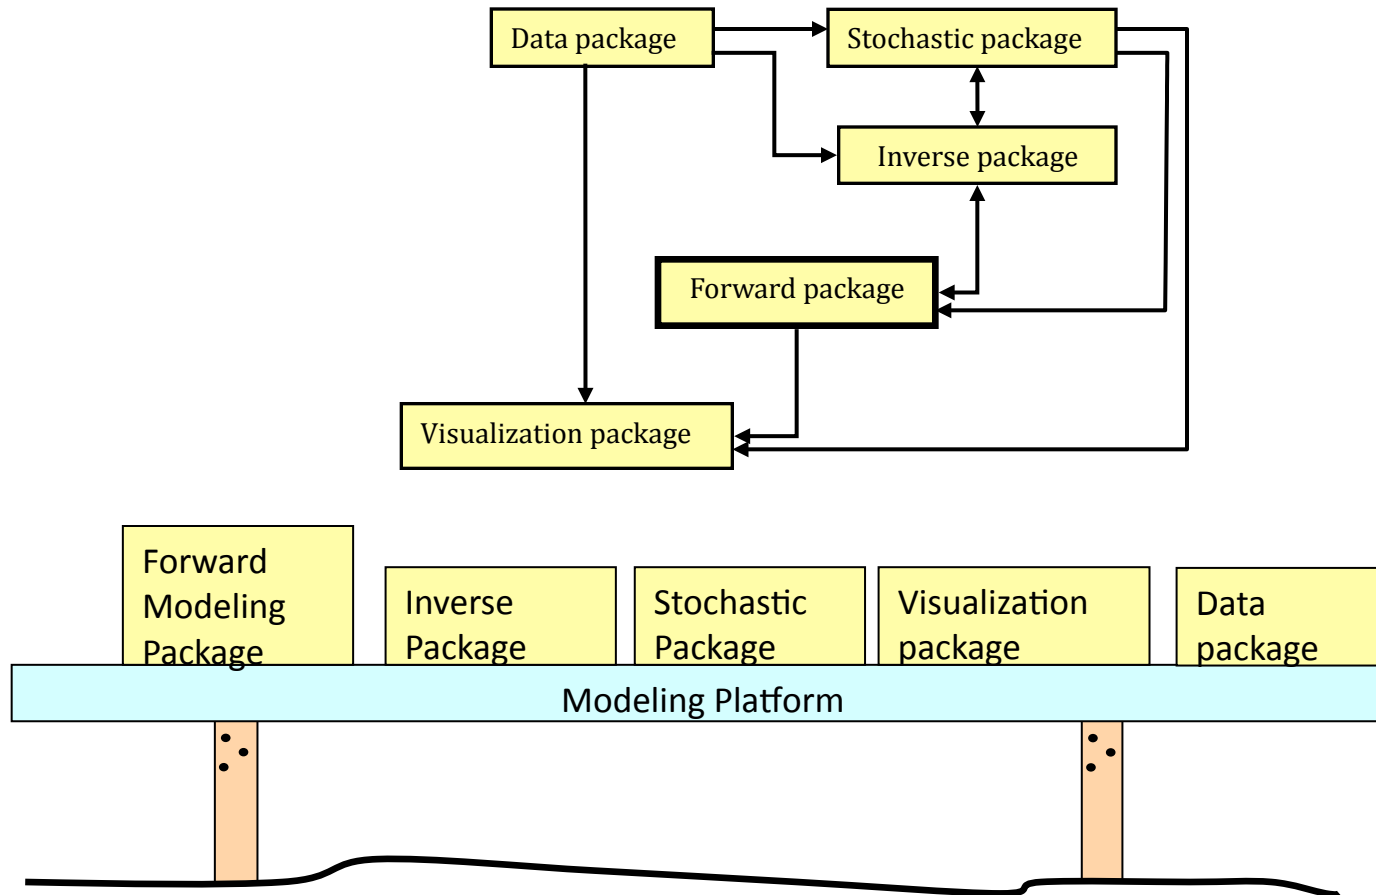 Data package
Stochastic package
Inverse package
Forward package
Visualization package
Forward
Modeling
Package
Inverse
Package
Stochastic
Package
Visualization
package
Data
package
Modeling Platform